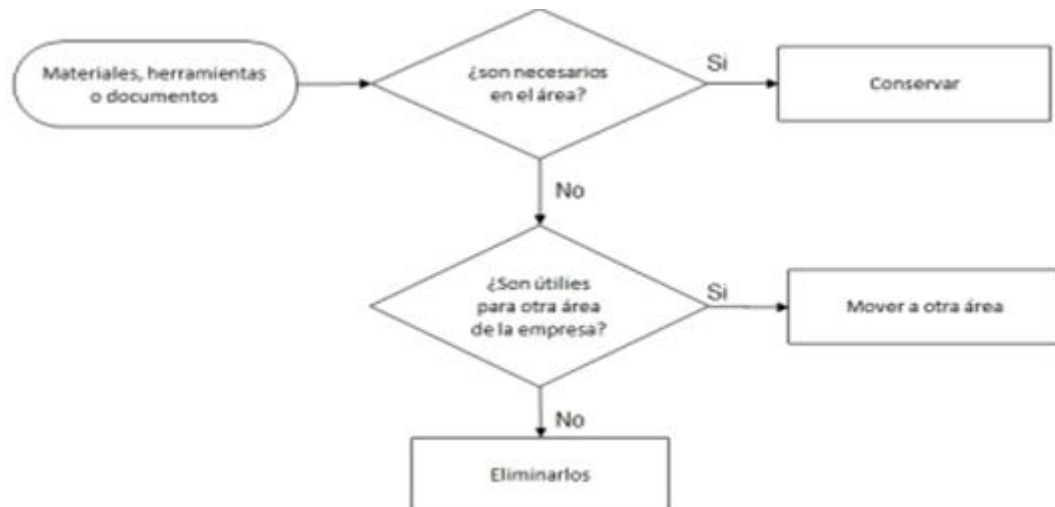 Materiales, herramientas
o documentos
¿son necesarios
en el área?
Si
Conservar
No
¿Son útilies
para otra área
de la empresa?
Si
Mover a otra área
No
Eliminarlos